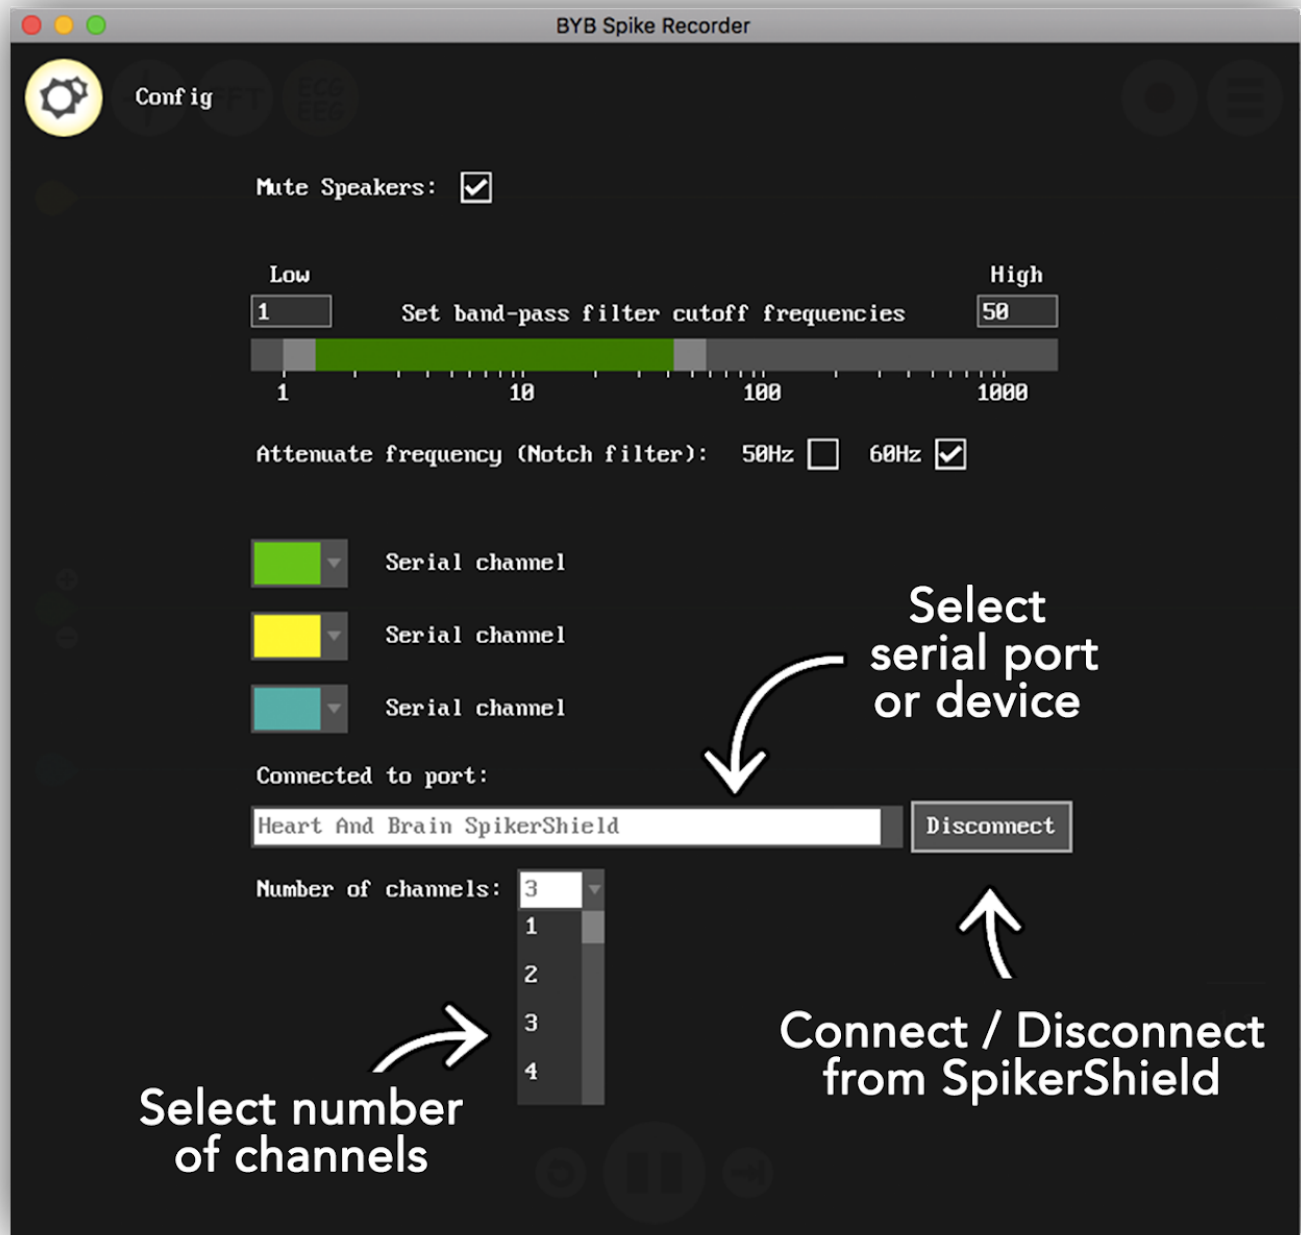 BYB Spike Recorder
Config
FFT
ECG
EEG
Mute Speakers:
Low
High
1
Set band-pass filter cutoff frequencies
50
1
10
100
1000
Attenuate frequency (Notch filter):
50Hz
60Hz
Serial channel
Serial channel
Serial channel
Select
serial port
or device
Connected to port:
Heart And Brain SpikerShield
Disconnect
Number of channels:
3
1
2
3
4
Select number
of channels
Connect / Disconnect
from SpikerShield